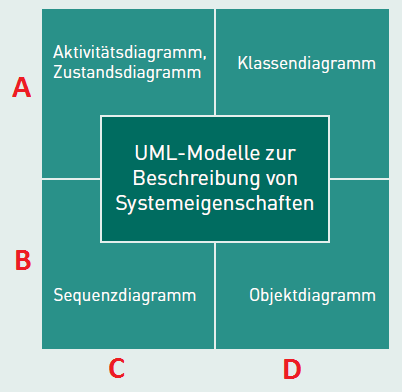 Aktivitätsdiagramm,
Zustandsdiagramm
Klassendiagramm
A
UML-Modelle zur
Beschreibung von
Systemeigenschaften
B
Sequenzdiagramm
Objektdiagramm
C
D